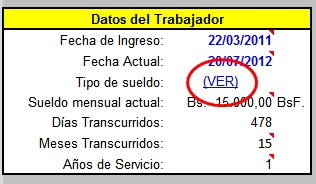 Datos del Trabajador
Fecha de Ingreso: 22/03/2011
Fecha Actual: 20/07/2012
Tipo de sueldo: (VER)
Sueldo mensual actual: Bs. 15.000,00 BsF.
Días Transcurridos: 478
Meses Transcurridos: 15
Años de Servicio: 1